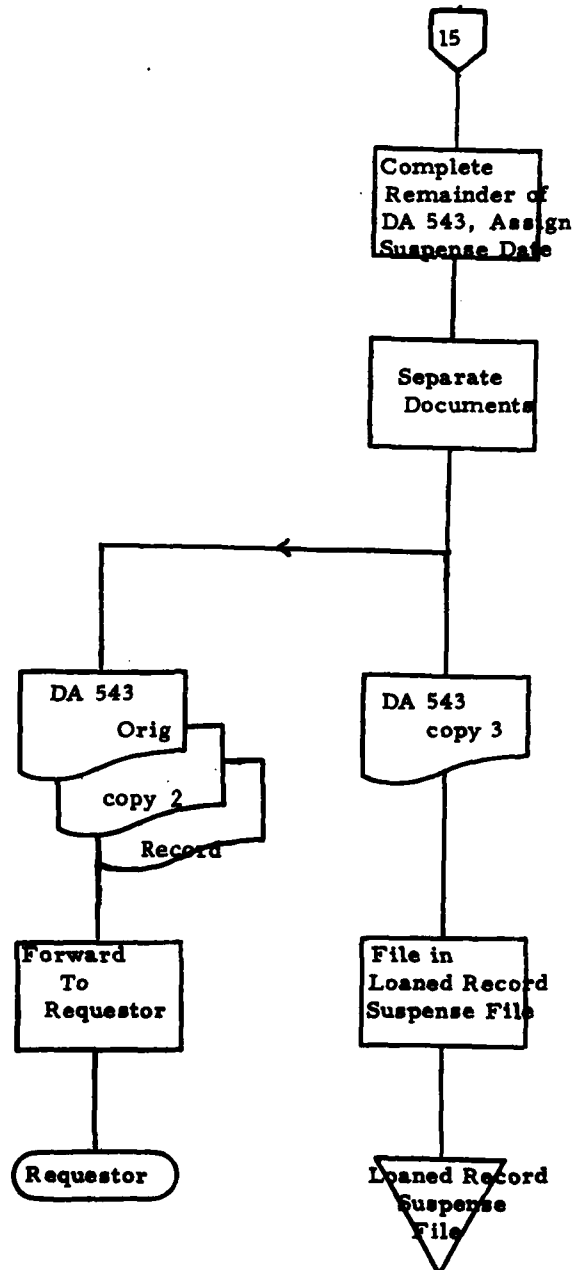 15
Complete
Remainder of
DA 543, Assign
Suspense Date
Separate
Documents
DA 543
Orig
copy 2
Record
DA 543
copy 3
Forward
To
Requestor
File in
Loaned Record
Suspense File
Requestor
Loaned Record
Suspense
File